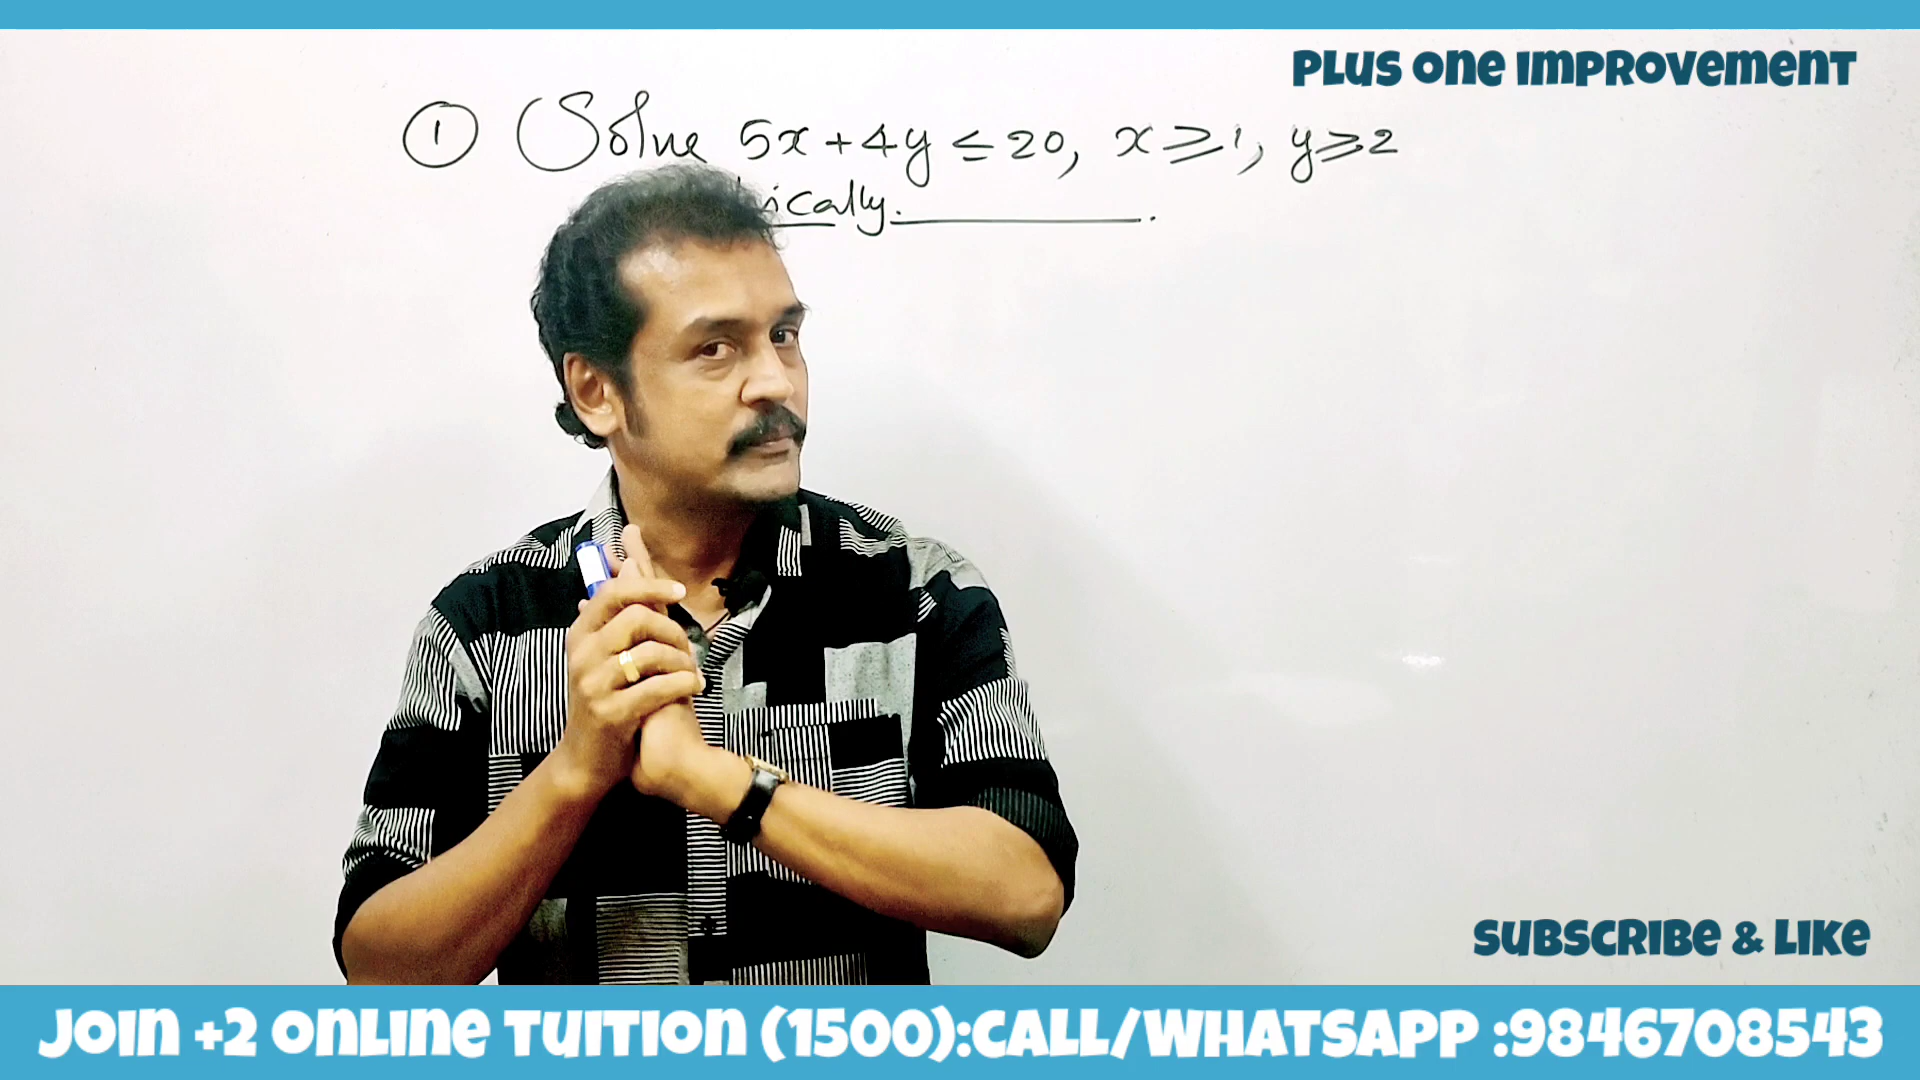 PLUS ONE IMPROVEMENT
① Solve 5x + 4y ≤ 20, x ≥ 1, y ≥ 2
ically.
SUBSCRIBE & LIKE
JOIN +2 ONLINE TUITION (1500):CALL/WHATSAPP :9846708543